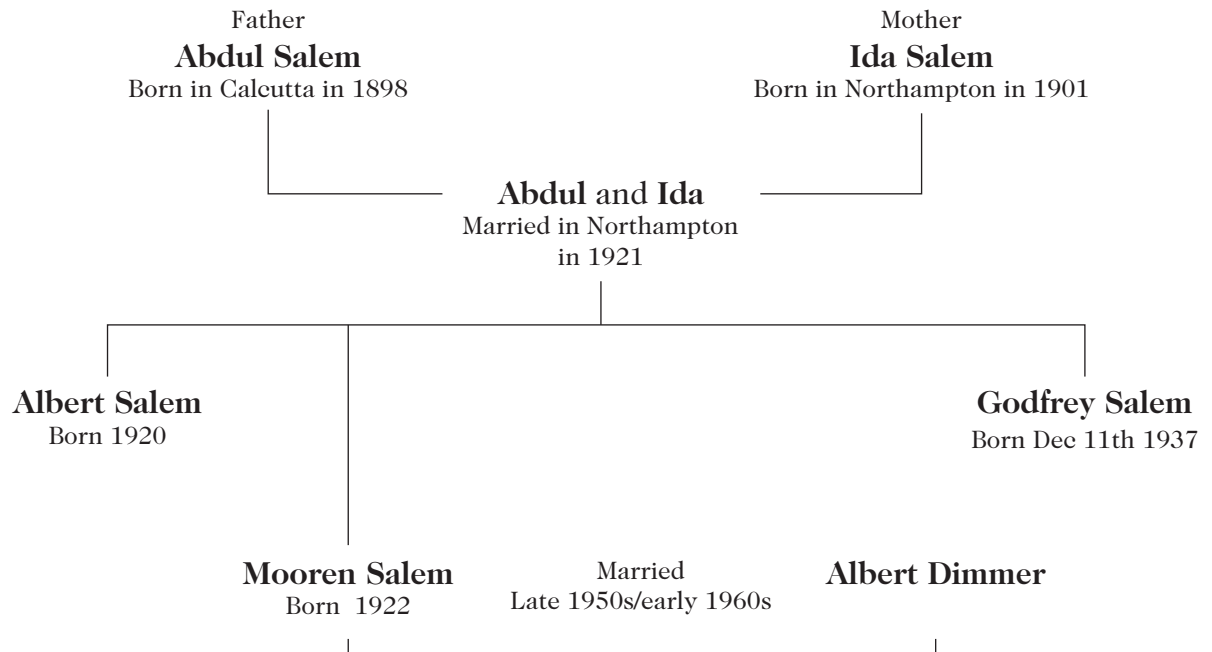 Father
Abdul Salem
Born in Calcutta in 1898
Mother
Ida Salem
Born in Northampton in 1901
Abdul and Ida
Married in Northampton
in 1921
Albert Salem
Born 1920
Godfrey Salem
Born Dec 11th 1937
Mooren Salem
Born 1922
Married
Late 1950s/early 1960s
Albert Dimmer